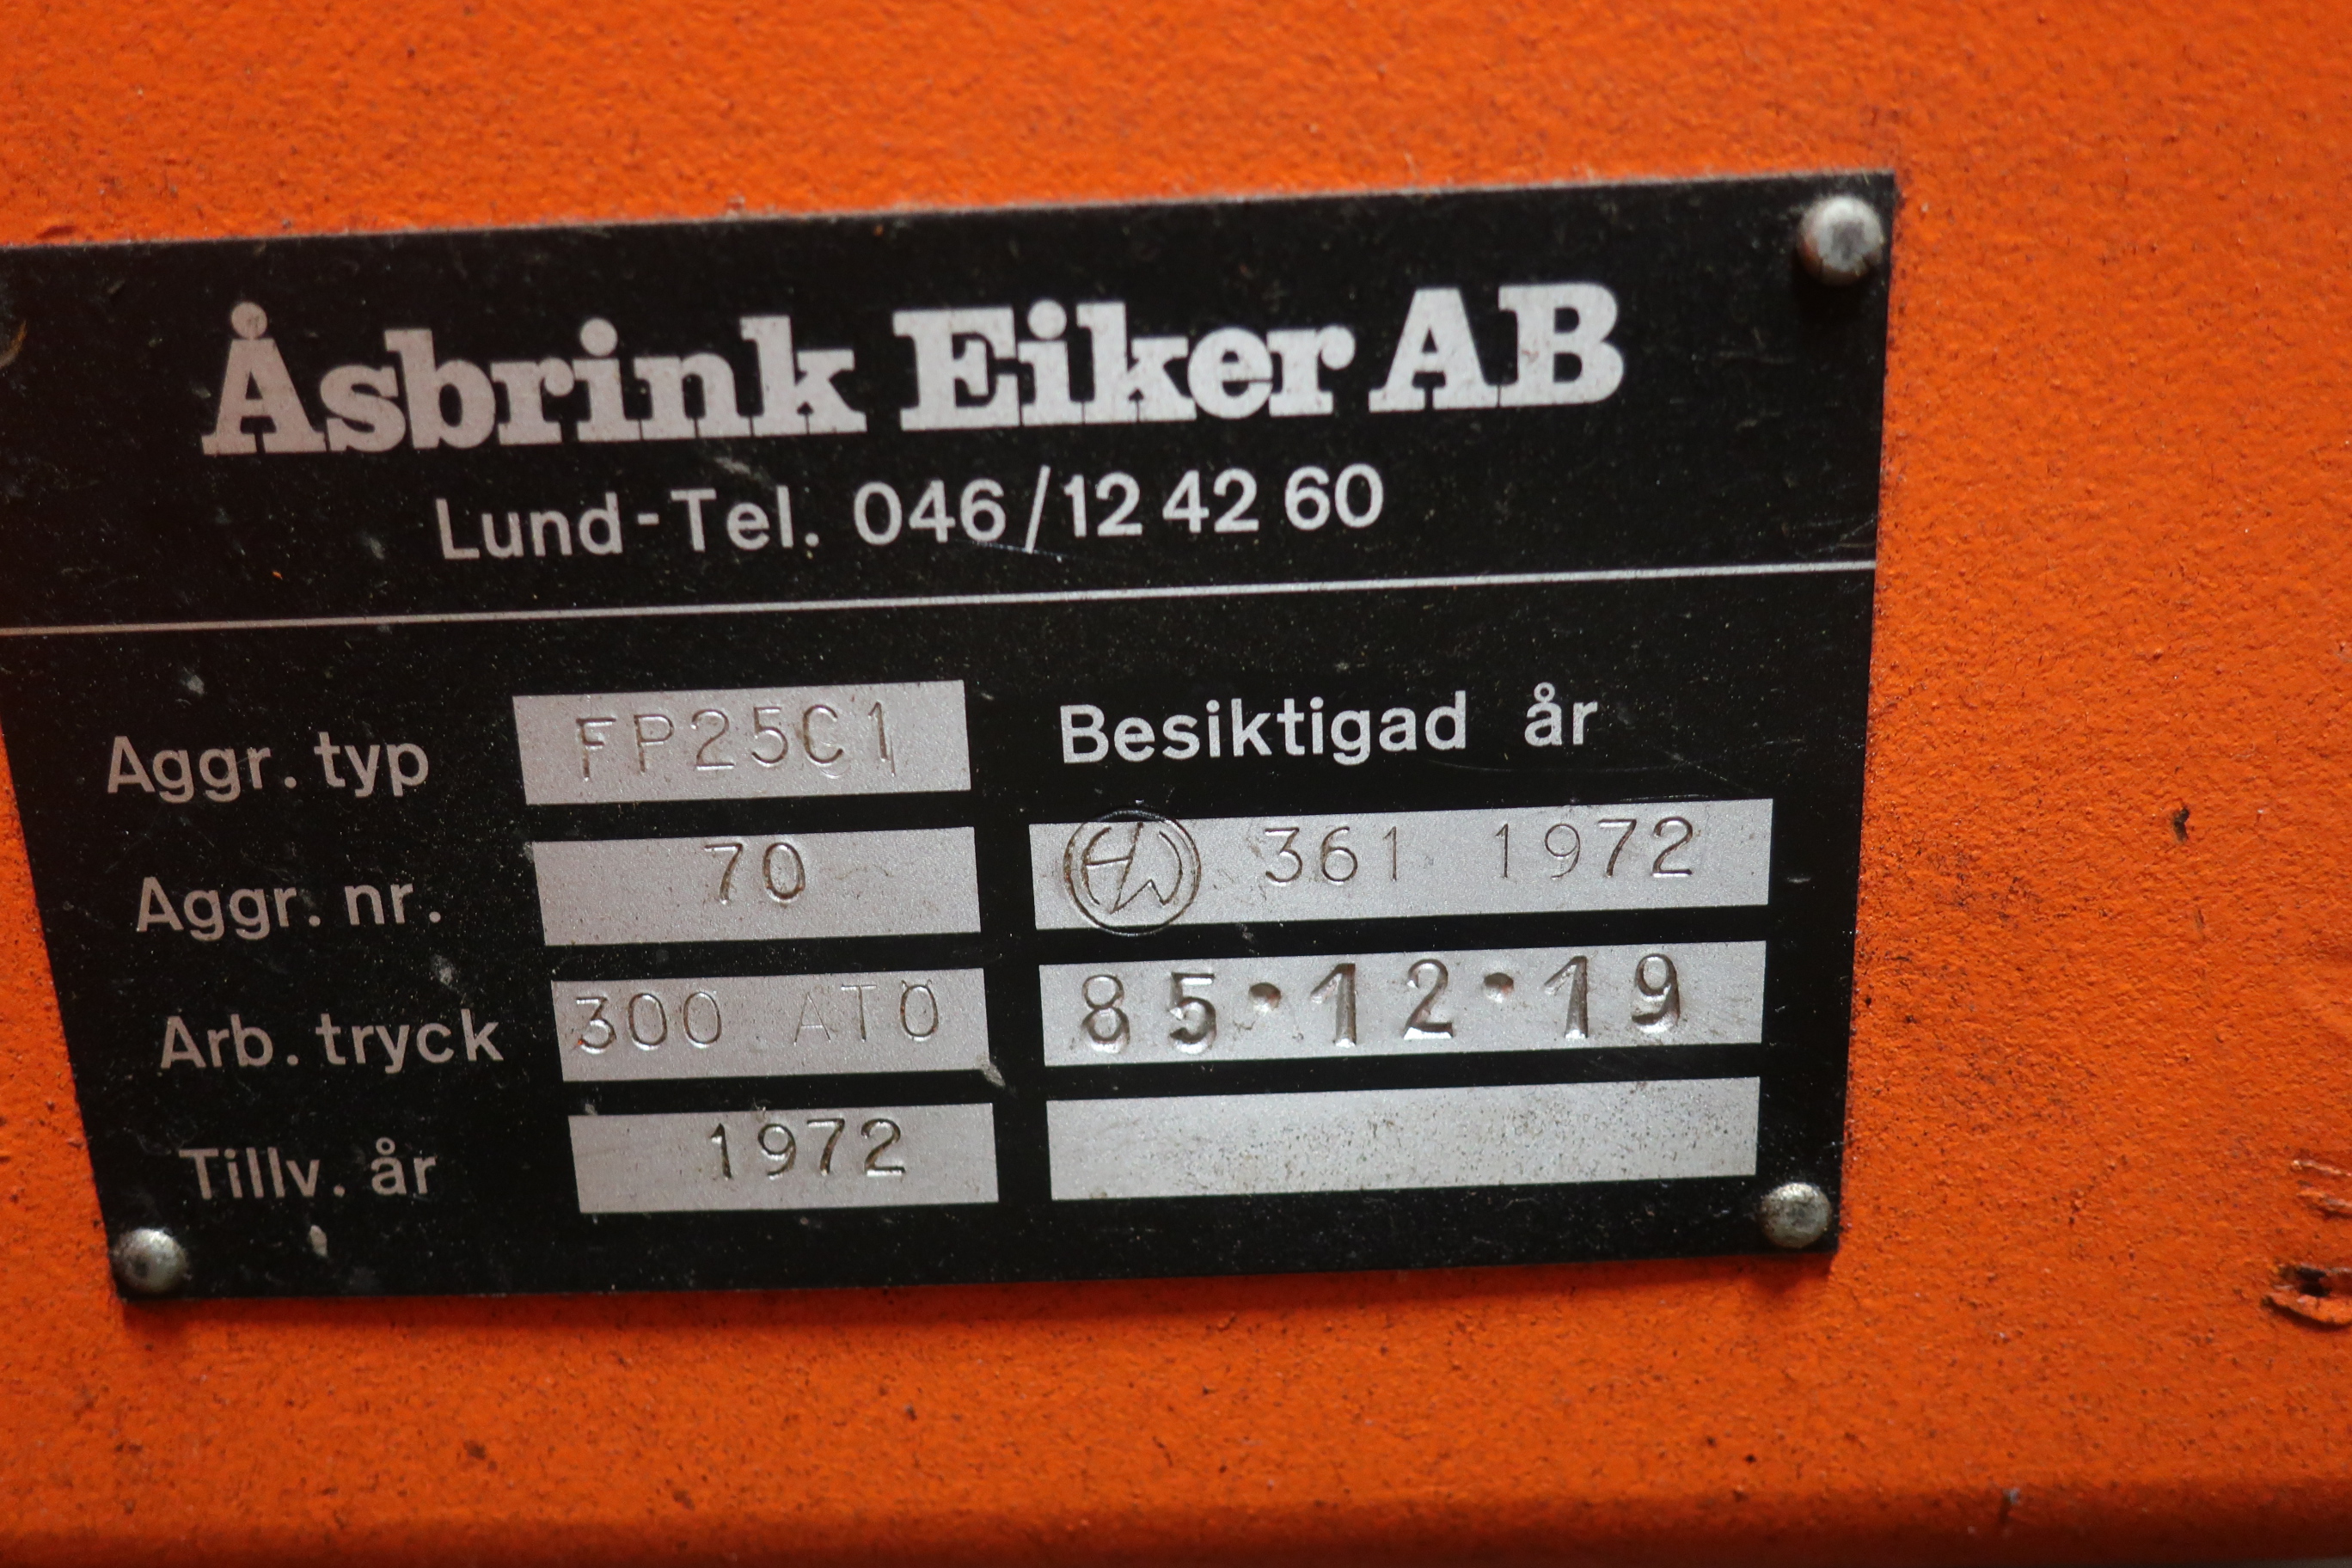 Åsbrink Eiker AB
Lund-Tel. 046/12 42 60
Aggr. typ FP25C1
Aggr. nr. 70
Arb. tryck 300 ATÖ
Tillv. år 1972
Besiktigad år
361 1972
85·12·19